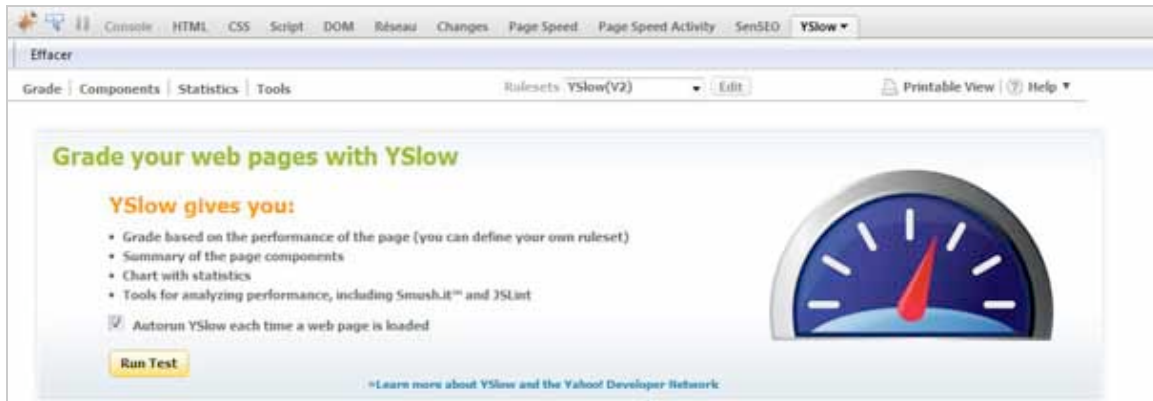 Console HTML CSS Script DOM Réseau Changes Page Speed Page Speed Activity SenSEO YSlow
Effacer
Grade Components Statistics Tools Rulesets YSlow(V2) Edit Printable View ? Help
Grade your web pages with YSlow
YSlow gives you:
• Grade based on the performance of the page (you can define your own ruleset)
• Summary of the page components
• Chart with statistics
• Tools for analyzing performance, including Smush.it™ and JSLint
Autorun YSlow each time a web page is loaded
Run Test
»Learn more about YSlow and the Yahoo! Developer Network